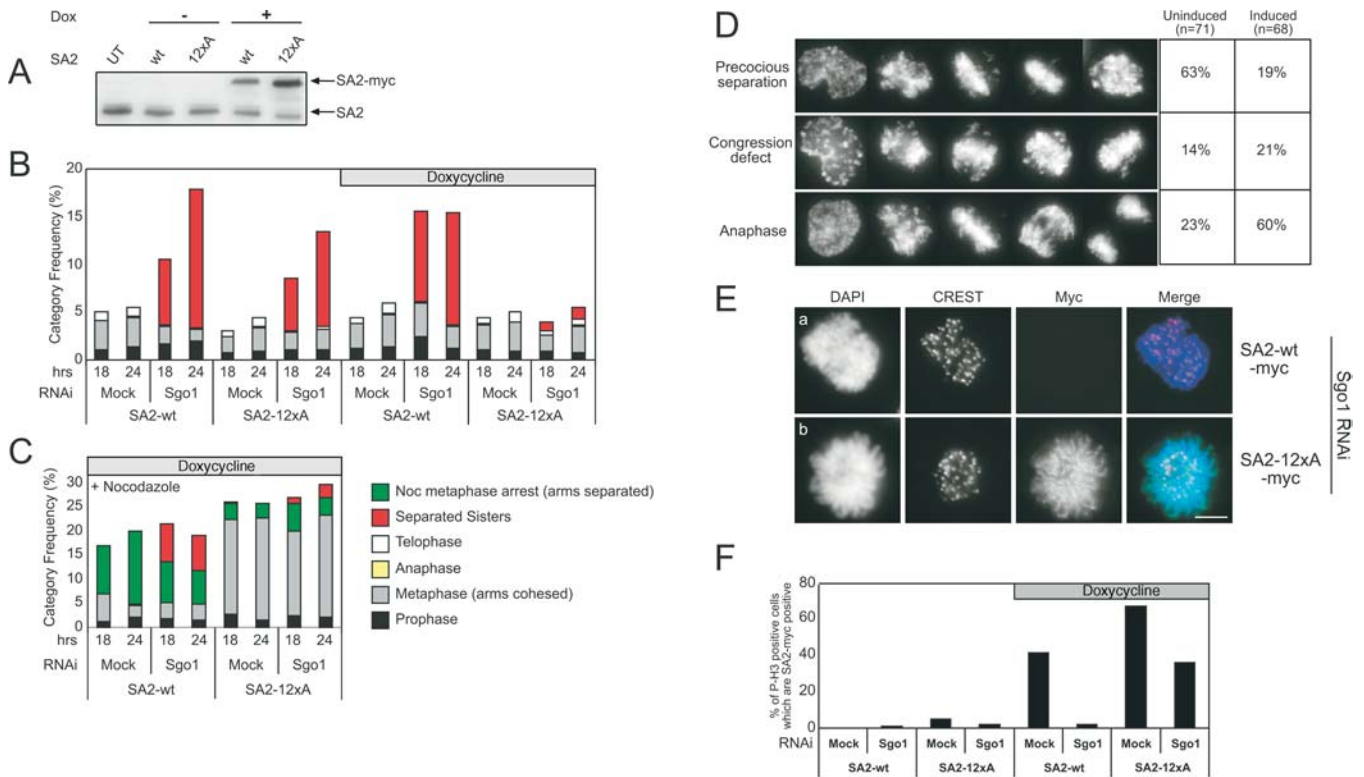 A
Dox - +
SA2 UT wt 12xA wt 12xA
SA2-myc
SA2
B
Category Frequency (%)
20
15
10
5
0
Doxycycline
hrs 18 24 18 24 18 24 18 24 18 24 18 24 18 24 18 24
RNAi Mock Sgo1 Mock Sgo1 Mock Sgo1 Mock Sgo1
SA2-wt SA2-12xA SA2-wt SA2-12xA
C
Category Frequency (%)
Doxycycline
+ Nocodazole
30
25
20
15
10
5
0
hrs 18 24 18 24 18 24 18 24
RNAi Mock Sgo1 Mock Sgo1
SA2-wt SA2-12xA
Noc metaphase arrest (arms separated)
Separated Sisters
Telophase
Anaphase
Metaphase (arms cohesed)
Prophase
D
Uninduced (n=71)
Induced (n=68)
Precocious separation 63% 19%
Congression defect 14% 21%
Anaphase 23% 60%
E
DAPI CREST Myc Merge
a
SA2-wt
-myc
b
SA2-12xA
-myc
Sgo1 RNAi
F
% of P-H3 positive cells
which are SA2-myc positive
80
60
40
20
0
Doxycycline
RNAi Mock Sgo1 Mock Sgo1 Mock Sgo1 Mock Sgo1
SA2-wt SA2-12xA SA2-wt SA2-12xA